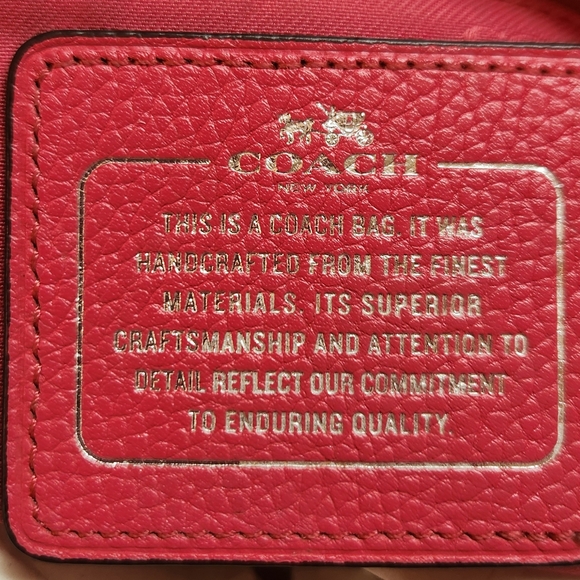 COACH
NEW YORK
THIS IS A COACH BAG. IT WAS
HANDCRAFTED FROM THE FINEST
MATERIALS. ITS SUPERIOR
CRAFTSMANSHIP AND ATTENTION TO
DETAIL REFLECT OUR COMMITMENT
TO ENDURING QUALITY.